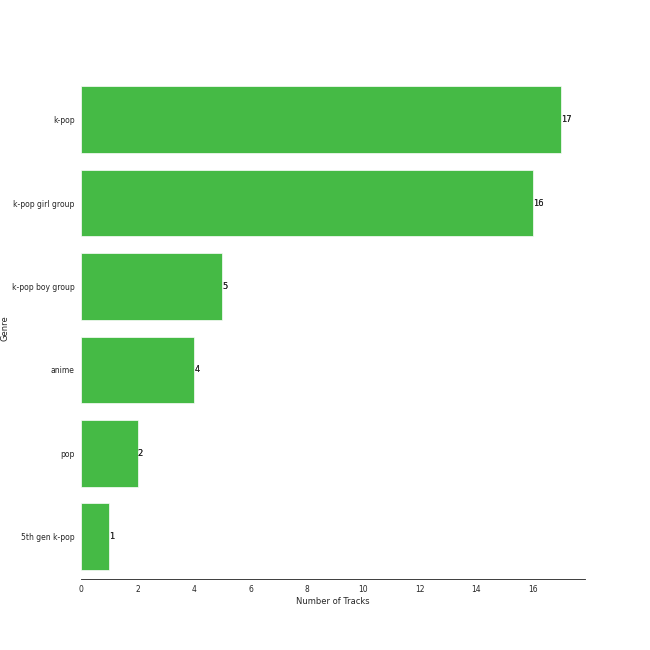 k-pop
17
k-pop girl group
16
k-pop boy group
5
Genre
anime
4
pop
2
5th gen k-pop
1
0 2 4 6 8 10 12 14 16
Number of Tracks